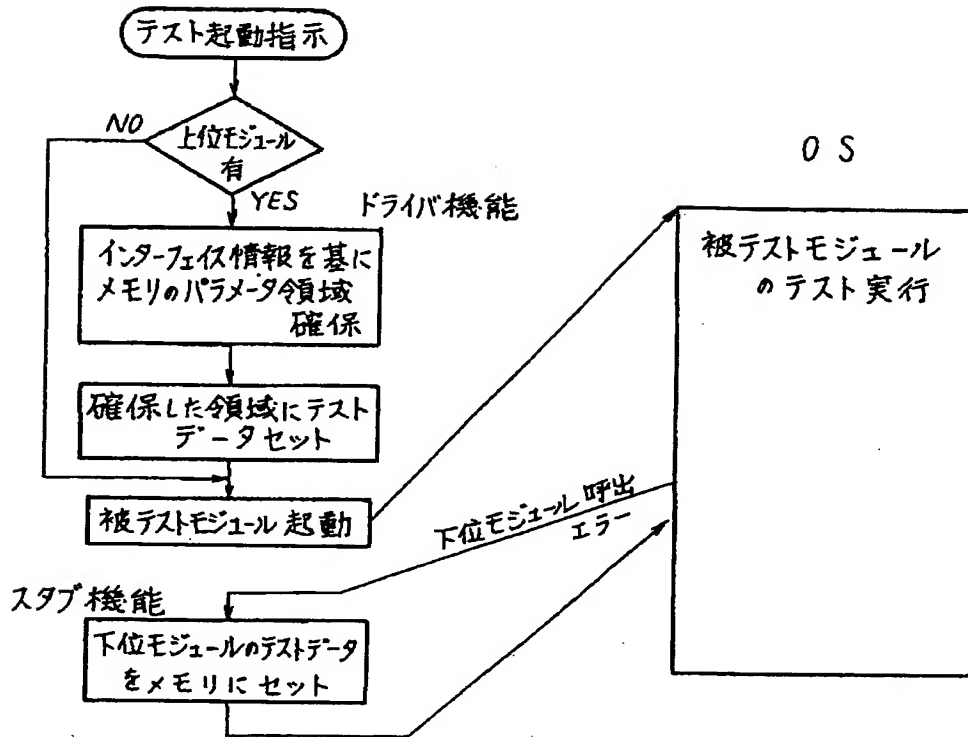 テスト起動指示
NO
上位モジュール
有
YES
ドライバ機能
インターフェイス情報を基に
メモリのパラメータ領域
確保
確保した領域にテスト
データセット
被テストモジュール起動
OS
被テストモジュール
のテスト実行
下位モジュール呼出
エラー
スタブ機能
下位モジュールのテストデータ
をメモリにセット